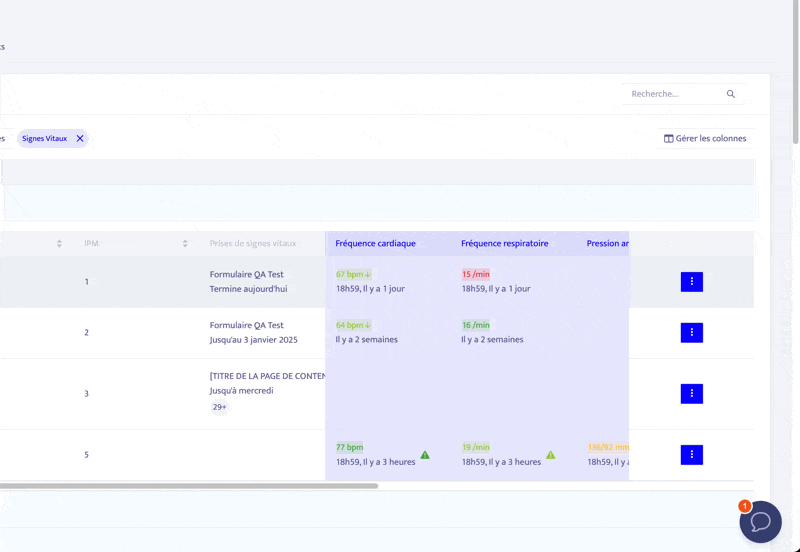 Recherche...
Signes Vitaux
Gérer les colonnes
IPM
Prises de signes vitaux
Fréquence cardiaque
Fréquence respiratoire
Pression ar
1
Formulaire QA Test
Termine aujourd'hui
67 bpm↓
18h59, Il y a 1 jour
15 /min
18h59, Il y a 1 jour
2
Formulaire QA Test
Jusqu'au 3 janvier 2025
64 bpm↓
Il y a 2 semaines
16 /min
Il y a 2 semaines
3
[TITRE DE LA PAGE DE CONTEN
Jusqu'à mercredi
29+
5
77 bpm
18h59, Il y a 3 heures
19 /min
18h59, Il y a 3 heures
136/92 mm
18h59, Il y a
1